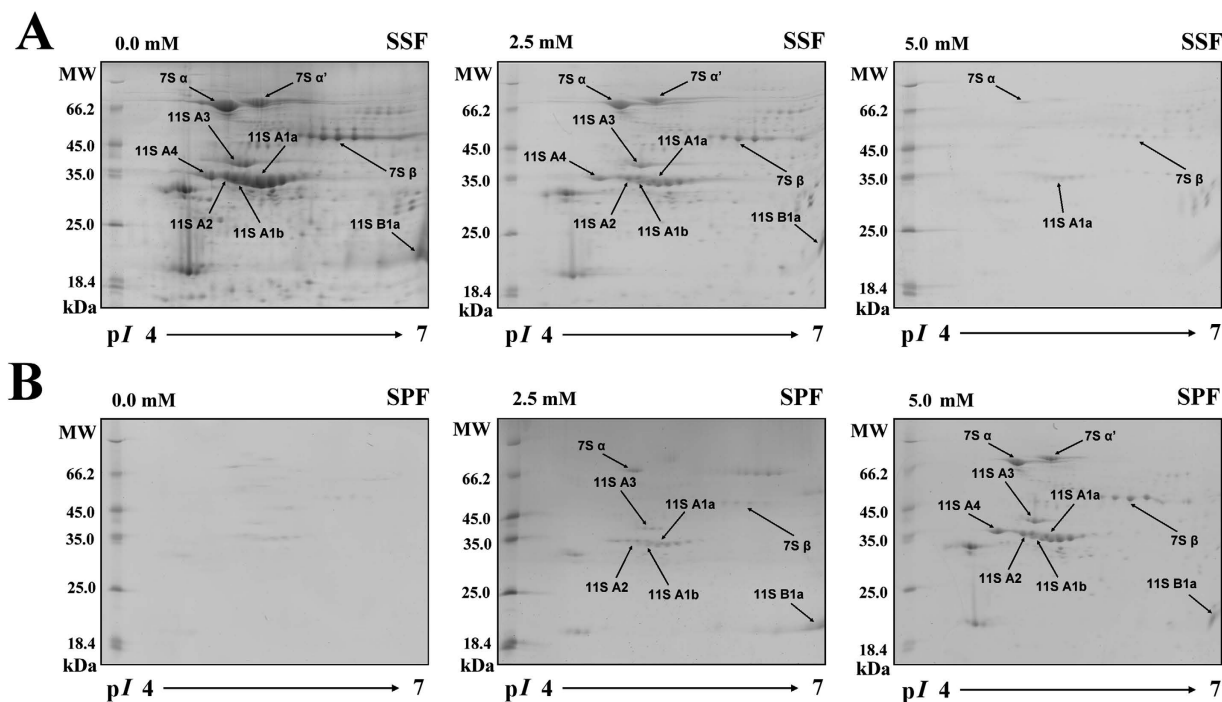 A
0.0 mM SSF
MW
7S α
7S α’
66.2
11S A3
11S A1a
45.0
11S A4
35.0
7S β
11S A2
11S A1b
11S B1a
25.0
18.4
kDa
pI 4 7
2.5 mM SSF
MW
7S α
7S α’
66.2
11S A3
11S A1a
45.0
11S A4
35.0
7S β
11S A2
11S A1b
11S B1a
25.0
18.4
kDa
pI 4 7
5.0 mM SSF
MW
7S α
66.2
45.0
35.0
7S β
11S A1a
25.0
18.4
kDa
pI 4 7
B
0.0 mM SPF
MW
66.2
45.0
35.0
25.0
18.4
kDa
pI 4 7
2.5 mM SPF
MW
7S α
66.2
11S A3
11S A1a
45.0
35.0
7S β
11S A2
11S A1b
25.0
11S B1a
18.4
kDa
pI 4 7
5.0 mM SPF
MW
7S α
7S α’
66.2
11S A3
11S A1a
45.0
11S A4
35.0
7S β
11S A2
11S A1b
25.0
11S B1a
18.4
kDa
pI 4 7